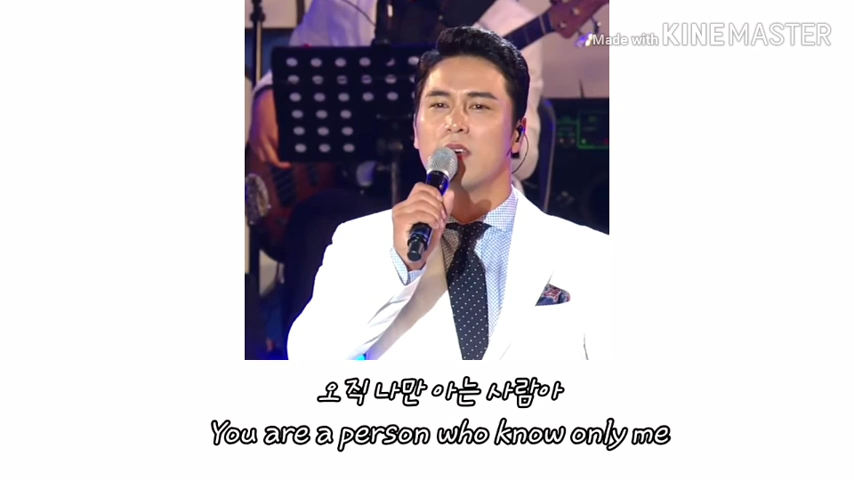 Made with KINEMASTER
오직 나만 아는 사람아
You are a person who know only me